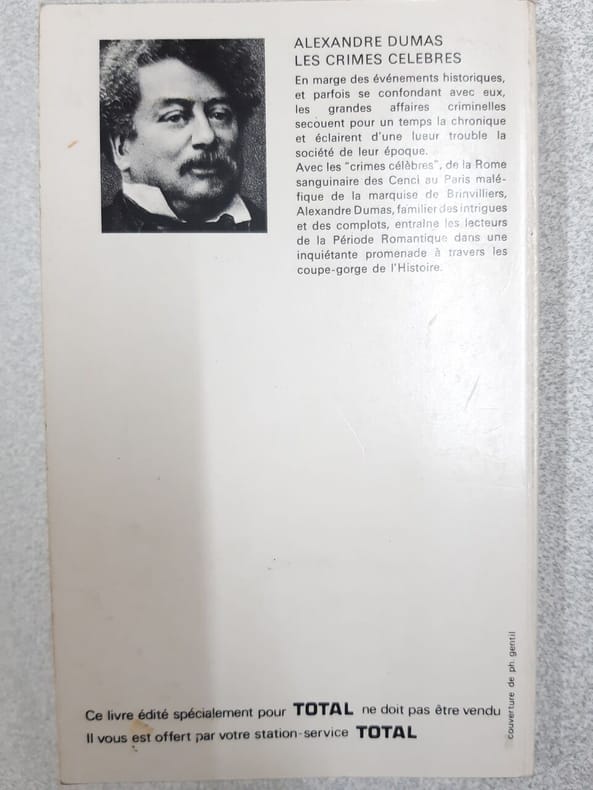 ALEXANDRE DUMAS
LES CRIMES CELEBRES
En marge des événements historiques,
et parfois se confondant avec eux,
les grandes affaires criminelles
secouent pour un temps la chronique
et éclairent d'une lueur trouble la
société de leur époque.
Avec les "crimes célèbres", de la Rome
sanguinaire des Cenci au Paris malé-
fique de la marquise de Brinvilliers,
Alexandre Dumas, familier des intrigues
et des complots, entraîne les lecteurs
de la Période Romantique dans une
inquiétante promenade à travers les
coupe-gorge de l'Histoire.
couverture de ph. gentil
Ce livre édité spécialement pour TOTAL ne doit pas être vendu
Il vous est offert par votre station-service TOTAL